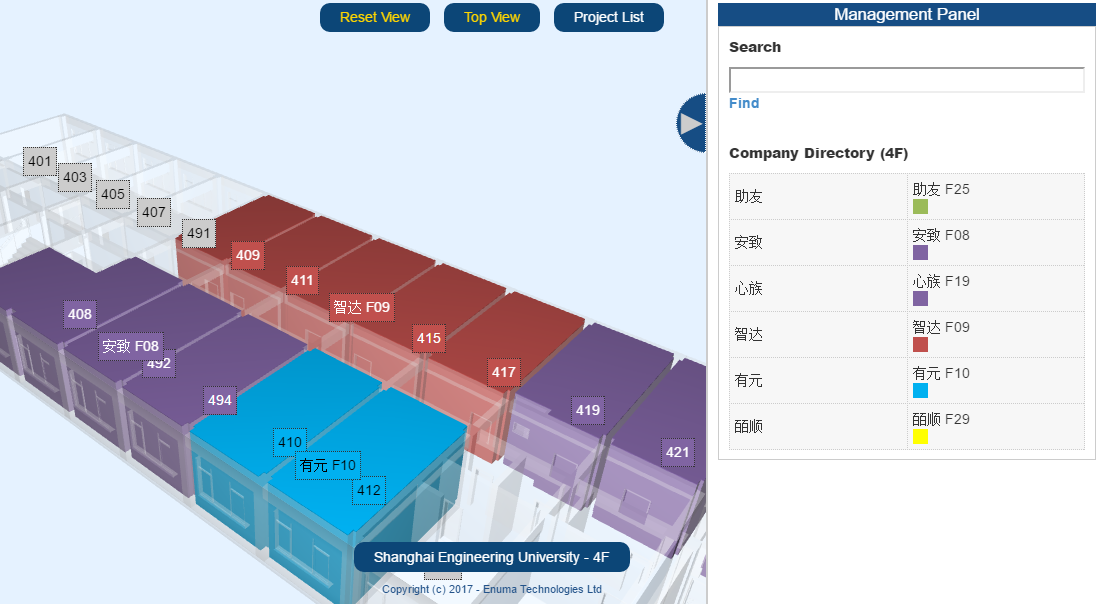 Reset View
Top View
Project List
401
403
405
407
491
409
411
智达 F09
415
417
419
421
408
安致 F08
492
494
410
有元 F10
412
Shanghai Engineering University - 4F
Copyright (c) 2017 - Enuma Technologies Ltd
Management Panel
Search
Find
Company Directory (4F)
助友
助友 F25
安致
安致 F08
心族
心族 F19
智达
智达 F09
有元
有元 F10
皕顺
皕顺 F29